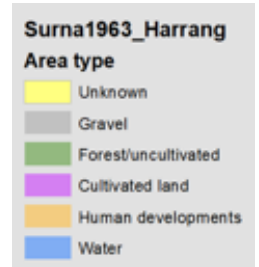 Surna1963_Harrang
Area type
Unknown
Gravel
Forest/uncultivated
Cultivated land
Human developments
Water